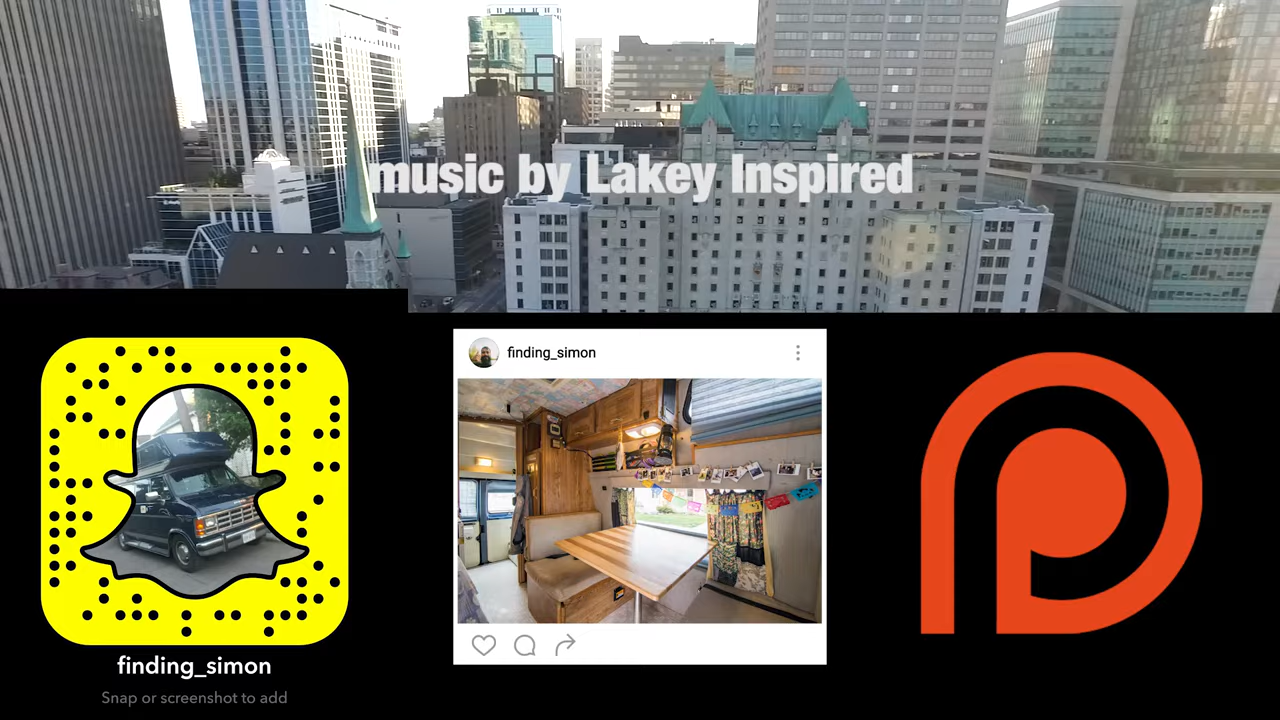 music by Lakey Inspired
finding_simon
finding_simon
Snap or screenshot to add